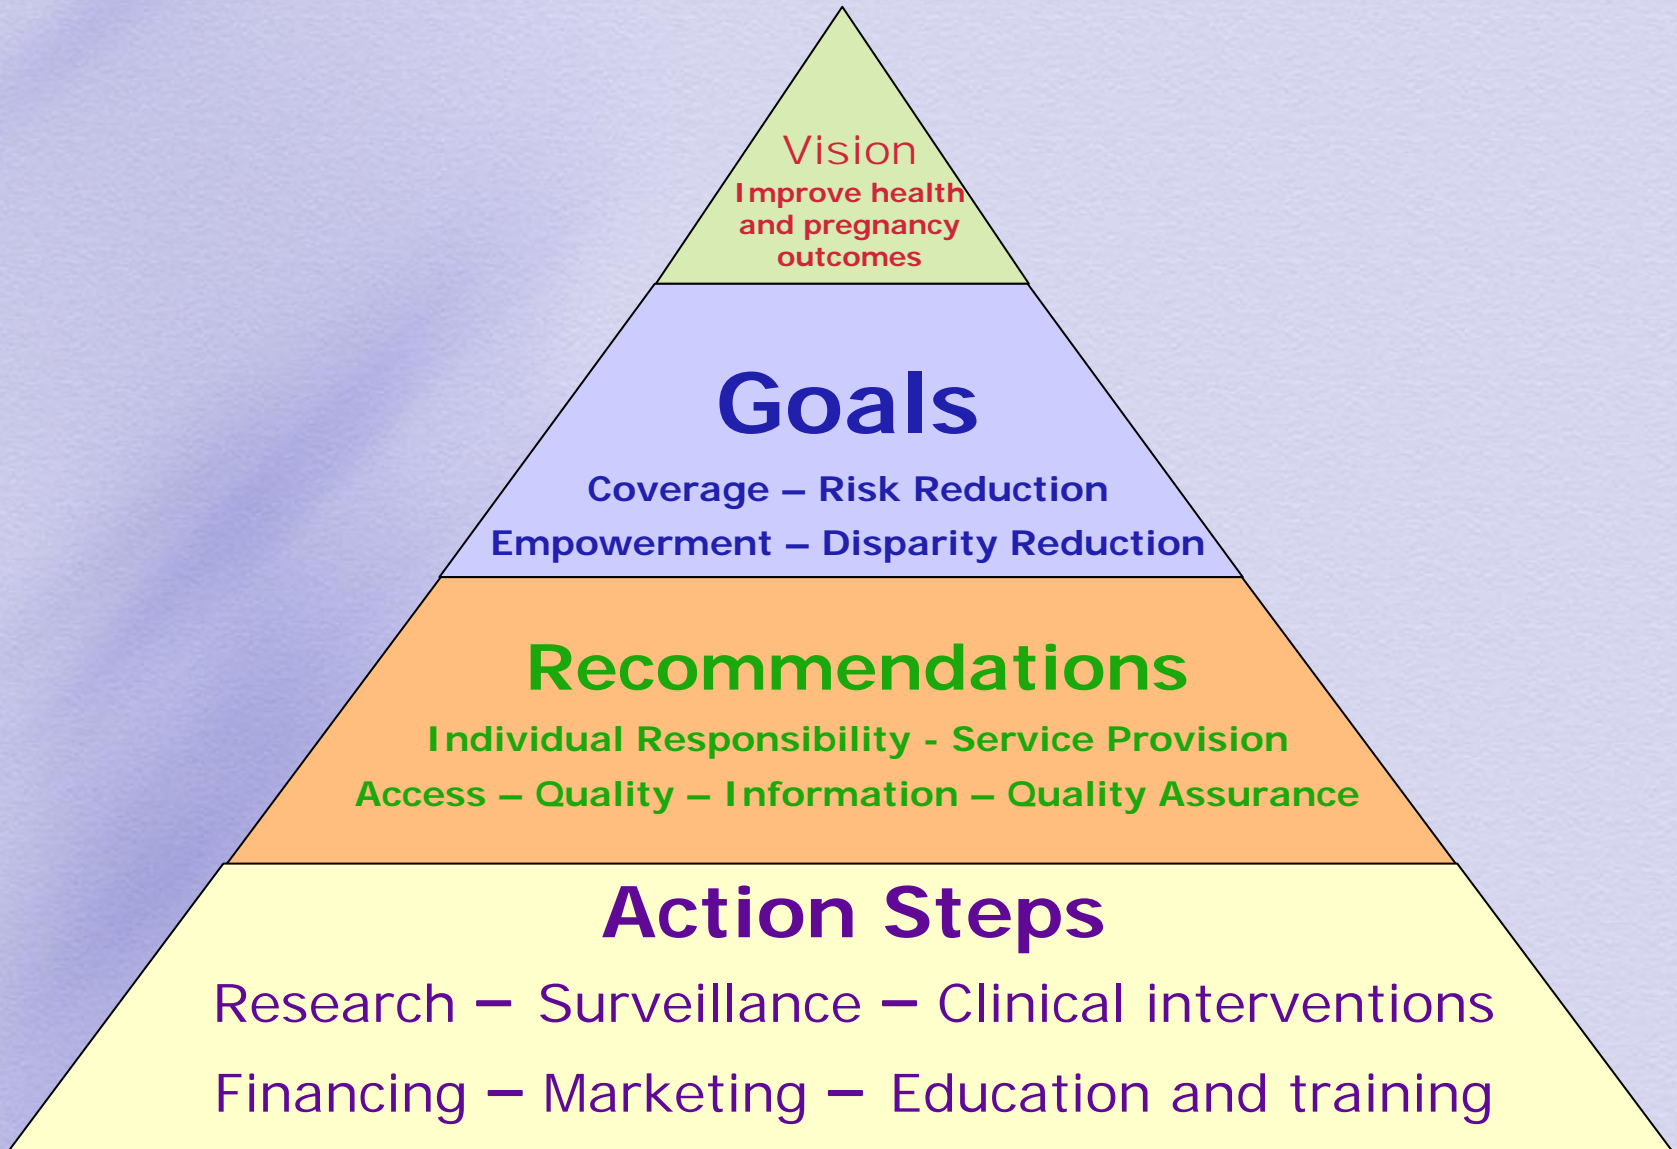 Vision
Improve health
and pregnancy
outcomes
Goals
Coverage – Risk Reduction
Empowerment – Disparity Reduction
Recommendations
Individual Responsibility - Service Provision
Access – Quality – Information – Quality Assurance
Action Steps
Research – Surveillance – Clinical interventions
Financing – Marketing – Education and training